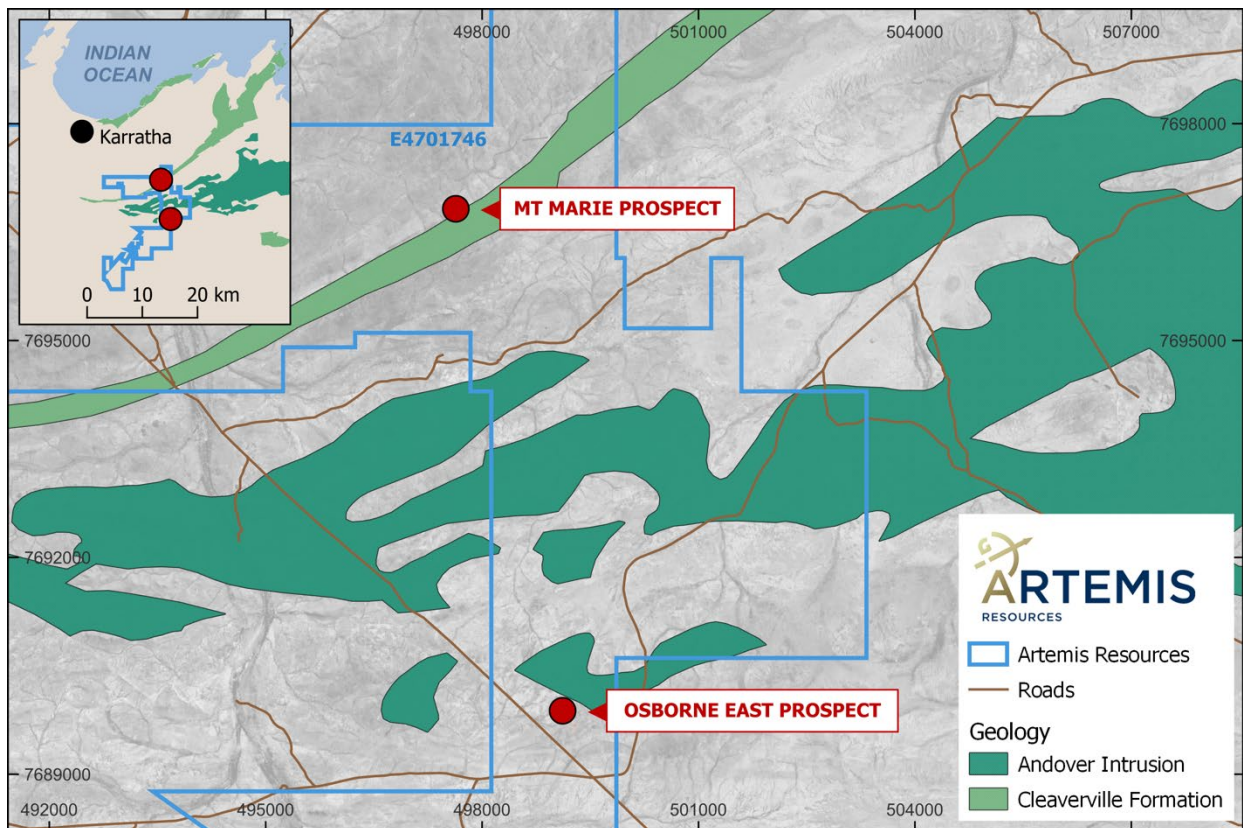 498000
501000
504000
507000
INDIAN
OCEAN
Karratha
0 10 20 km
7698000
7698000
E4701746
MT MARIE PROSPECT
7695000
7695000
7692000
ARTEMIS
RESOURCES
Artemis Resources
Roads
Geology
Andover Intrusion
Cleaverville Formation
OSBORNE EAST PROSPECT
7689000
492000
495000
498000
501000
504000